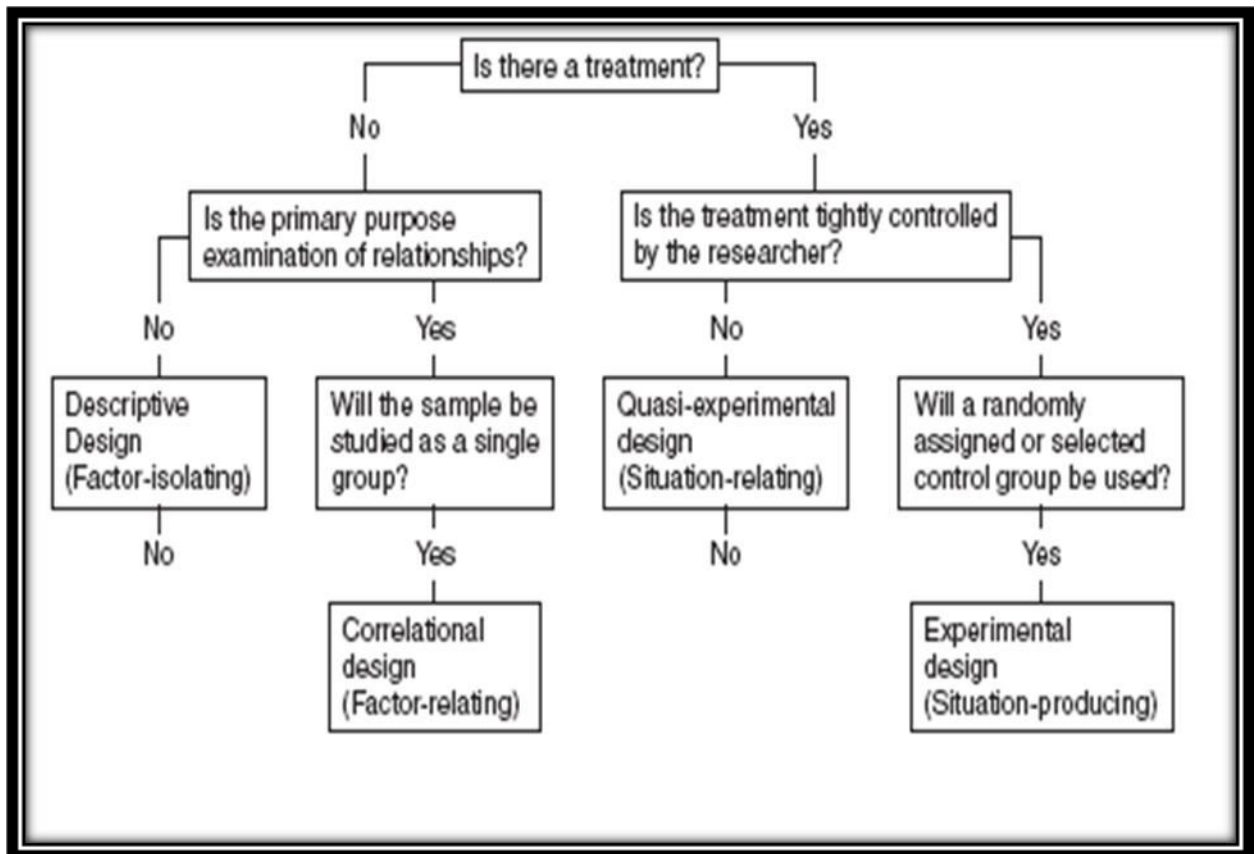 Is there a treatment?
No
Yes
Is the primary purpose
examination of relationships?
Is the treatment tightly controlled
by the researcher?
No
Yes
No
Yes
Descriptive
Design
(Factor-isolating)
Will the sample be
studied as a single
group?
Quasi-experimental
design
(Situation-relating)
Will a randomly
assigned or selected
control group be used?
No
Yes
No
Yes
Correlational
design
(Factor-relating)
Experimental
design
(Situation-producing)